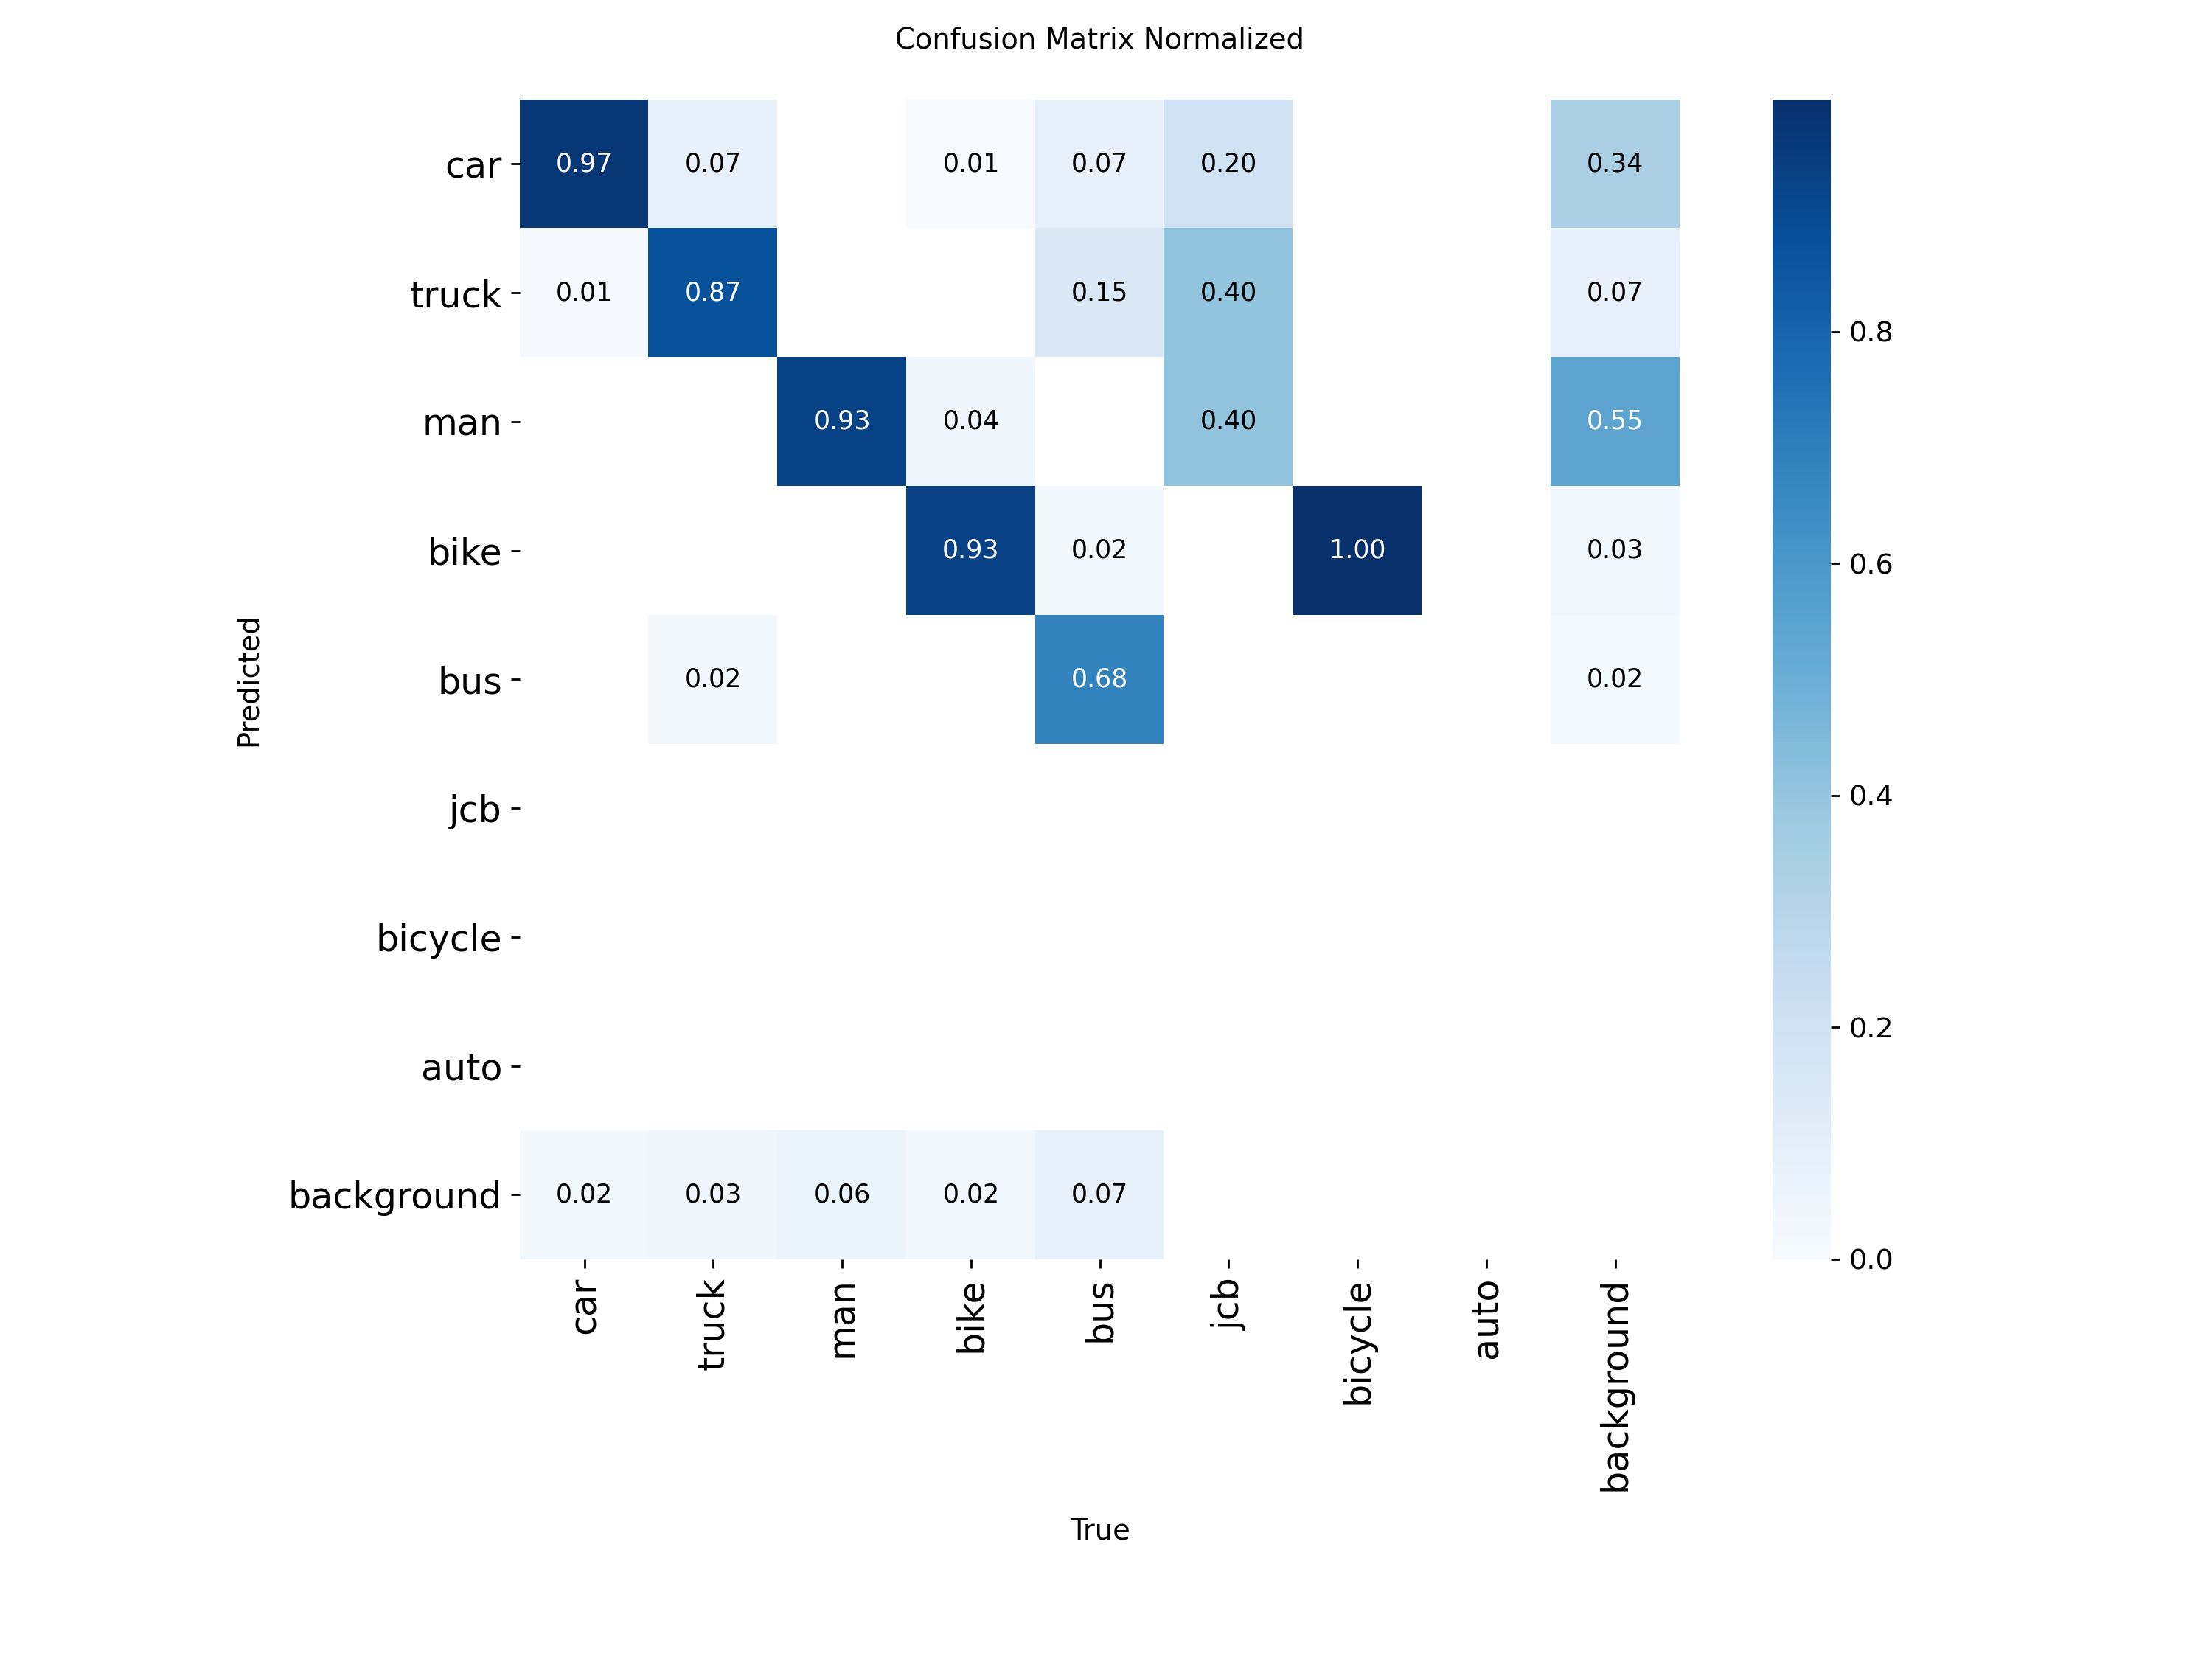 Confusion Matrix Normalized
car 0.97 0.07 0.01 0.07 0.20 0.34
truck 0.01 0.87 0.15 0.40 0.07 0.8
man 0.93 0.04 0.40 0.55
bike 0.93 0.02 1.00 0.03 0.6
Predicted
bus 0.02 0.68 0.02
jcb 0.4
bicycle
0.2
auto
background 0.02 0.03 0.06 0.02 0.07
0.0
car truck man bike bus jcb bicycle auto background
True